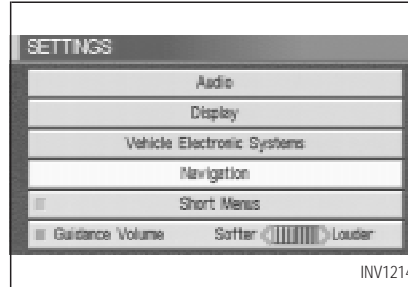 SETTINGS
Audio
Display
Vehicle Electronic Systems
Navigation
Short Menus
Guidance Volume Softer Louder
INV1214